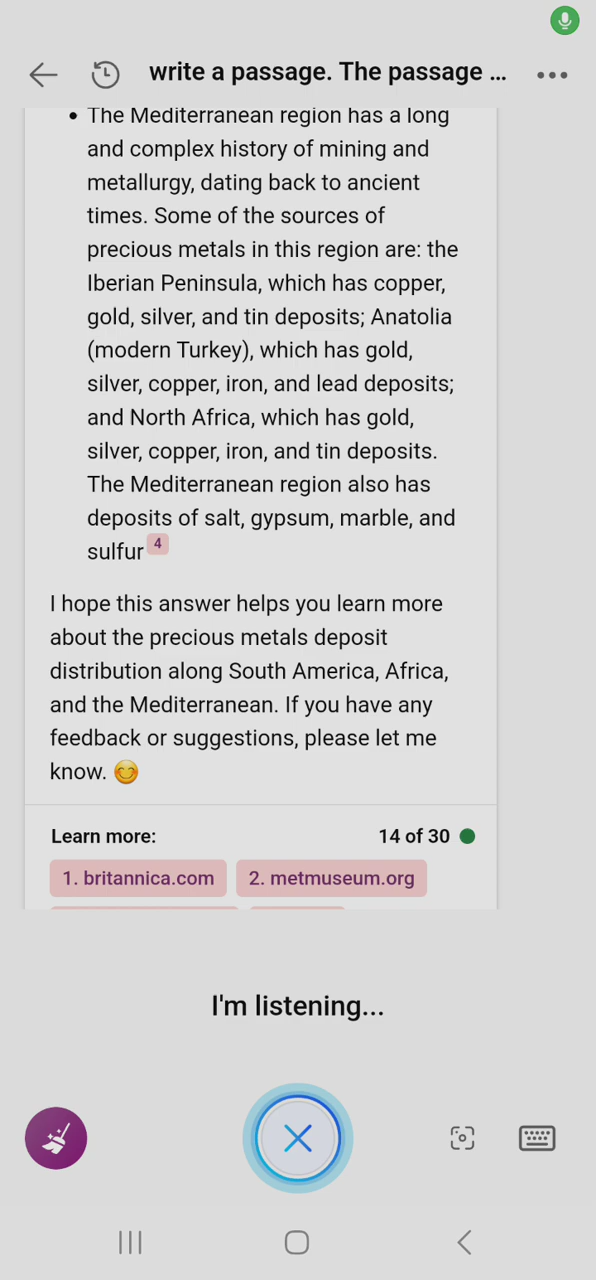 write a passage. The passage ...
• The Mediterranean region has a long
and complex history of mining and
metallurgy, dating back to ancient
times. Some of the sources of
precious metals in this region are: the
Iberian Peninsula, which has copper,
gold, silver, and tin deposits; Anatolia
(modern Turkey), which has gold,
silver, copper, iron, and lead deposits;
and North Africa, which has gold,
silver, copper, iron, and tin deposits.
The Mediterranean region also has
deposits of salt, gypsum, marble, and
sulfur 4
I hope this answer helps you learn more
about the precious metals deposit
distribution along South America, Africa,
and the Mediterranean. If you have any
feedback or suggestions, please let me
know. 😊
Learn more: 14 of 30
1. britannica.com 2. metmuseum.org
I'm listening...